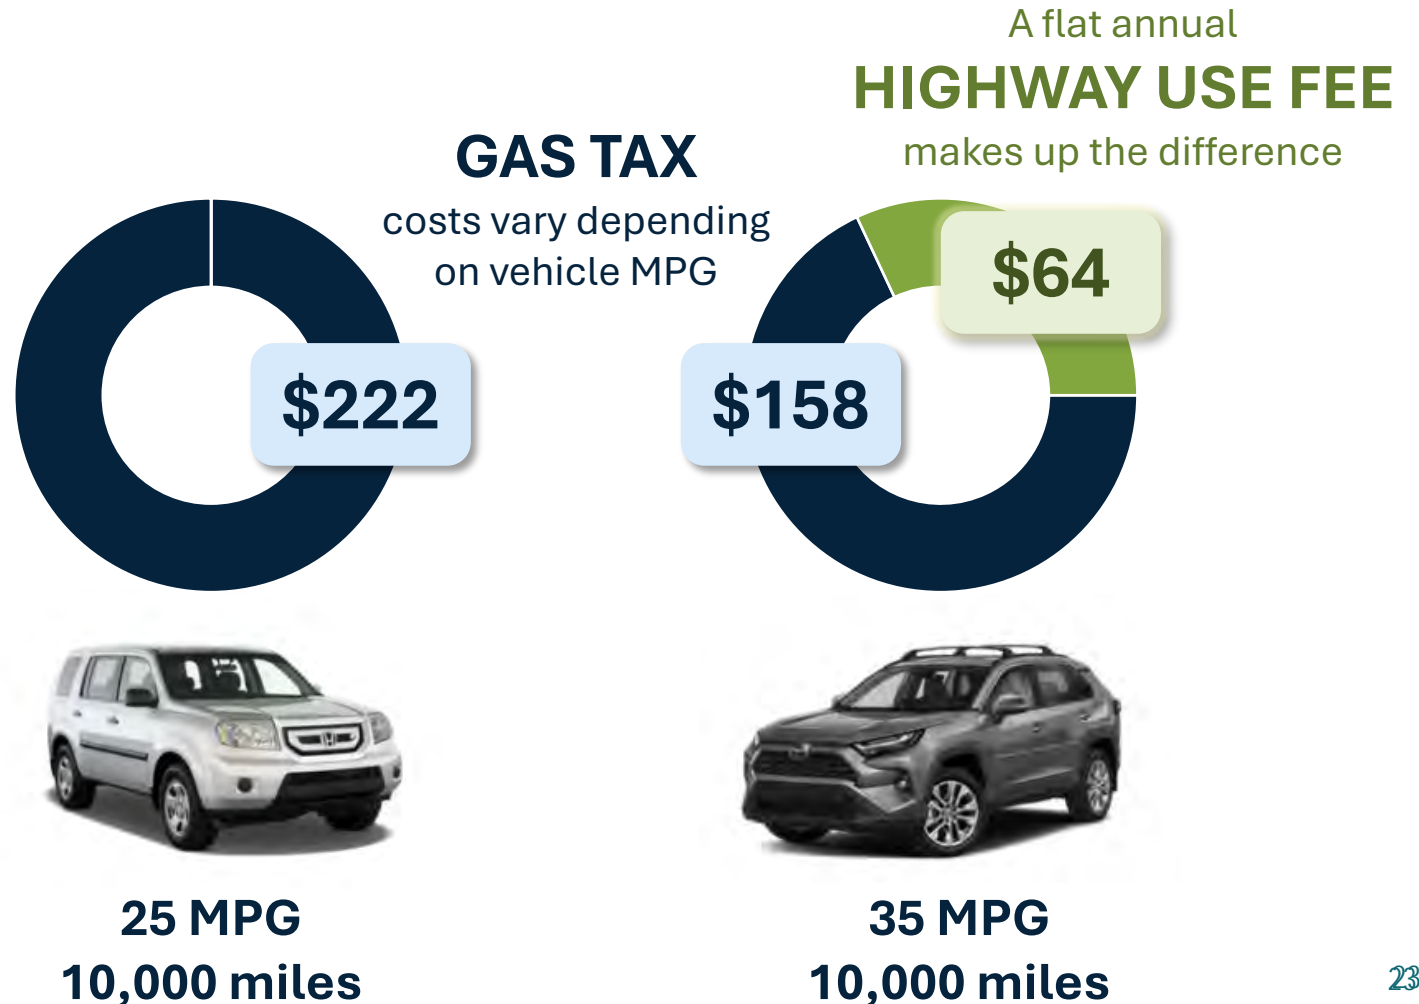 A flat annual
HIGHWAY USE FEE
makes up the difference
GAS TAX
costs vary depending
on vehicle MPG
$222
$158
$64
25 MPG
10,000 miles
35 MPG
10,000 miles
23